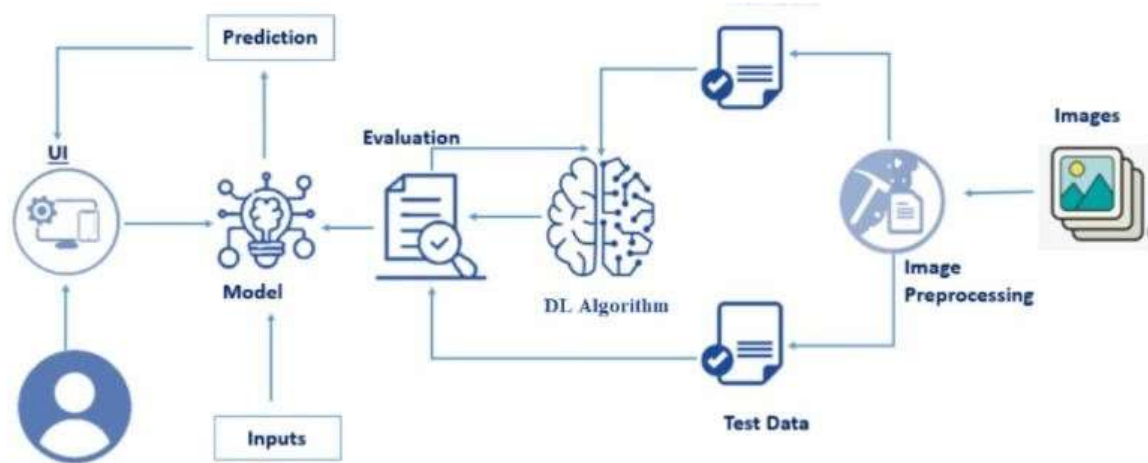 Prediction
Evaluation
Images
UI
Model
DL Algorithm
Image
Preprocessing
Test Data
Inputs